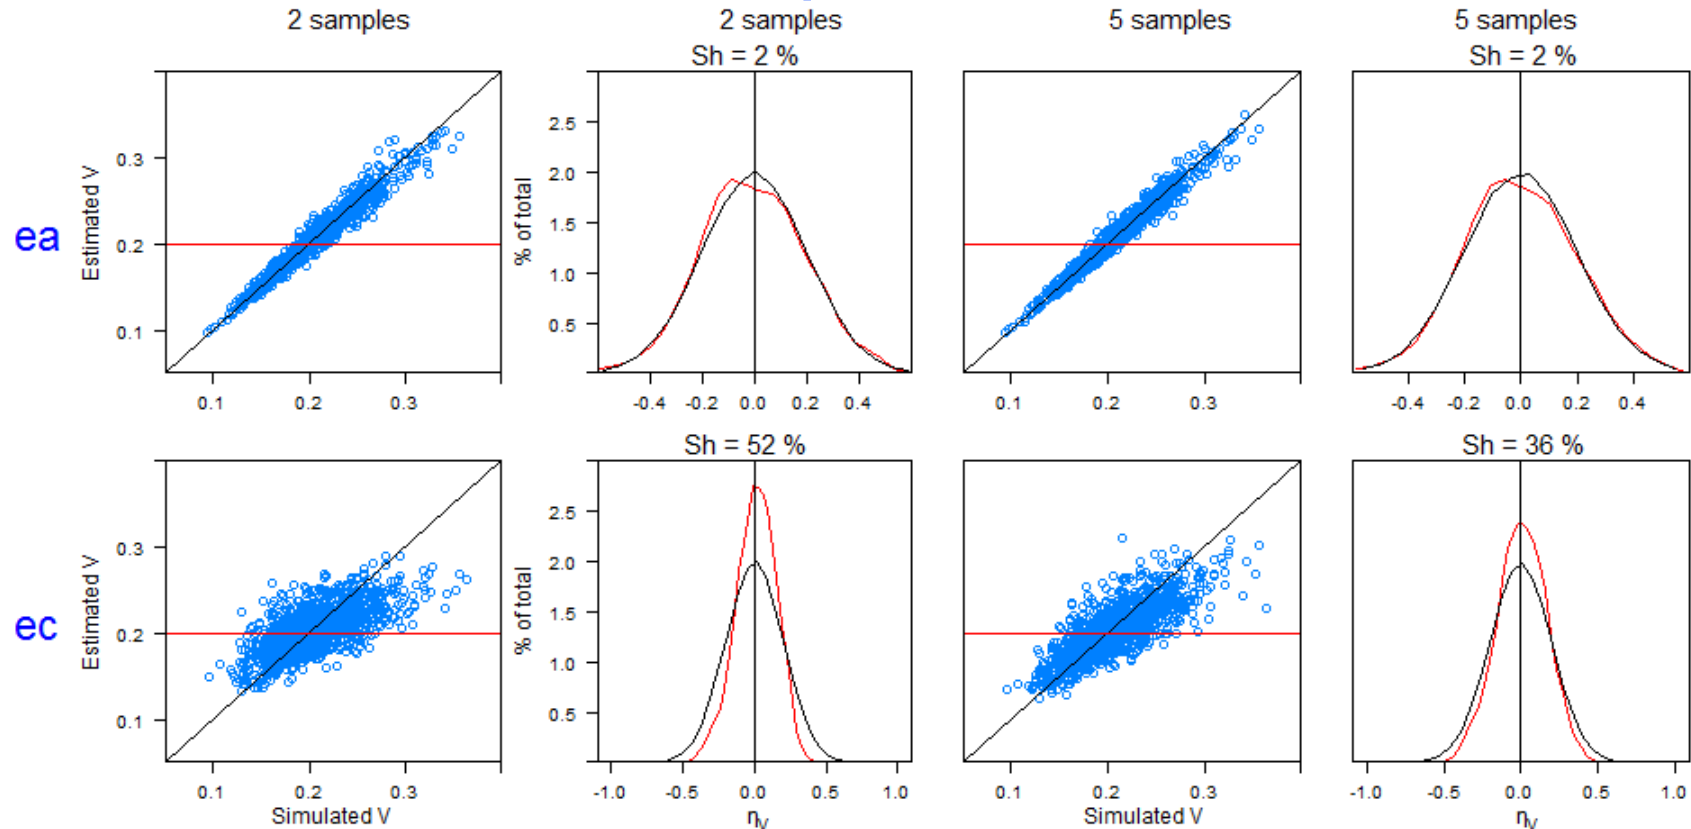 2 samples 2 samples 5 samples 5 samples
Sh = 2 % Sh = 2 %
ea
Estimated V
0.3
0.2
0.1
% of total
2.5
2.0
1.5
1.0
0.5
0.1 0.2 0.3 -0.4 -0.2 0.0 0.2 0.4 0.1 0.2 0.3 -0.4 -0.2 0.0 0.2 0.4
Sh = 52 % Sh = 36 %
ec
Estimated V
0.3
0.2
0.1
% of total
2.5
2.0
1.5
1.0
0.5
0.1 0.2 0.3 -1.0 -0.5 0.0 0.5 1.0 0.1 0.2 0.3 -1.0 -0.5 0.0 0.5 1.0
Simulated V ηV Simulated V ηV